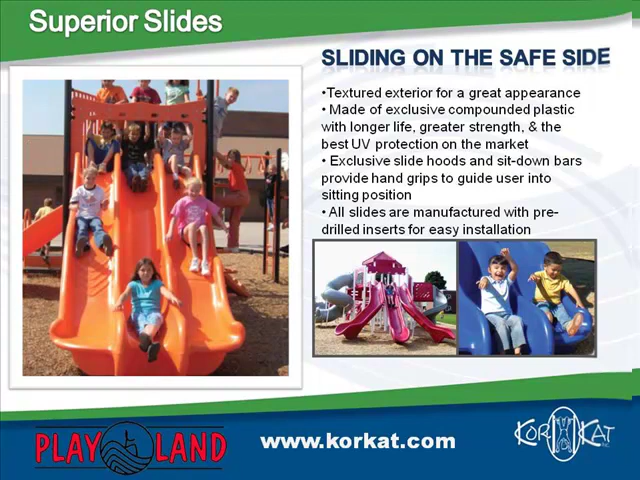 Superior Slides
SLIDING ON THE SAFE SIDE
•Textured exterior for a great appearance
• Made of exclusive compounded plastic
with longer life, greater strength, & the
best UV protection on the market
• Exclusive slide hoods and sit-down bars
provide hand grips to guide user into
sitting position
• All slides are manufactured with pre-
drilled inserts for easy installation
PLAY LAND
www.korkat.com
KORKAT